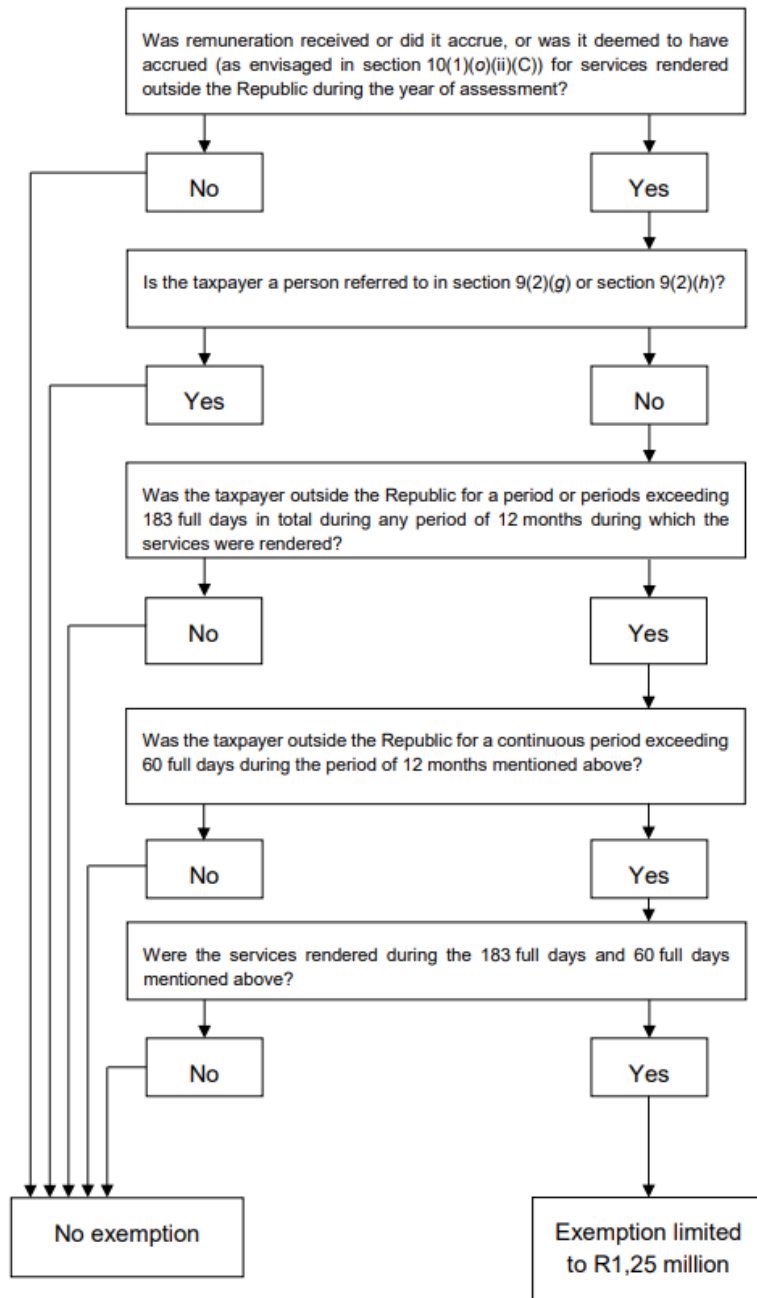 Was remuneration received or did it accrue, or was it deemed to have
accrued (as envisaged in section 10(1)(o)(ii)(C)) for services rendered
outside the Republic during the year of assessment?
No
Yes
Is the taxpayer a person referred to in section 9(2)(g) or section 9(2)(h)?
Yes
No
Was the taxpayer outside the Republic for a period or periods exceeding
183 full days in total during any period of 12 months during which the
services were rendered?
No
Yes
Was the taxpayer outside the Republic for a continuous period exceeding
60 full days during the period of 12 months mentioned above?
No
Yes
Were the services rendered during the 183 full days and 60 full days
mentioned above?
No
Yes
No exemption
Exemption limited
to R1,25 million